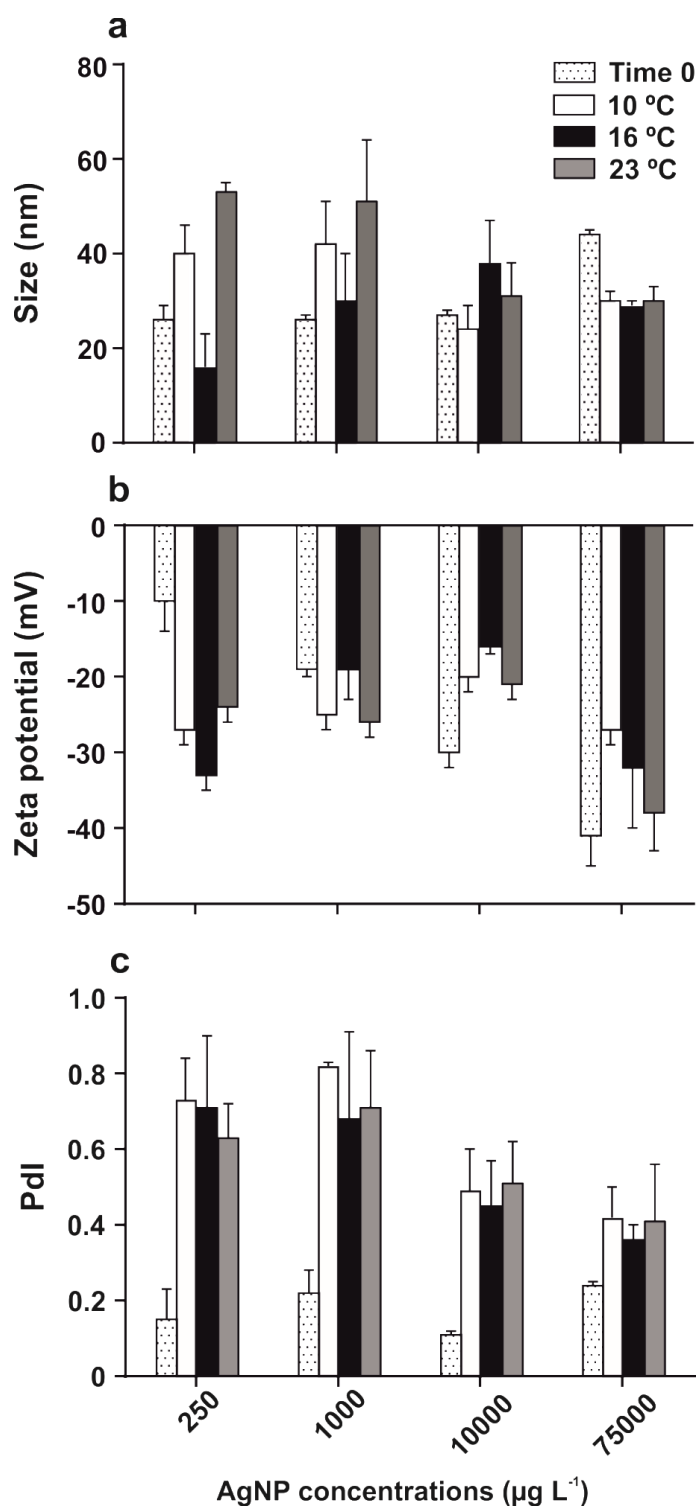 a
80
60
40
20
0
Size (nm)
Time 0
10 ºC
16 ºC
23 ºC
b
0
-10
-20
-30
-40
-50
Zeta potential (mV)
c
1.0
0.8
0.6
0.4
0.2
0
PdI
250
1000
10000
75000
AgNP concentrations (µg L⁻¹)